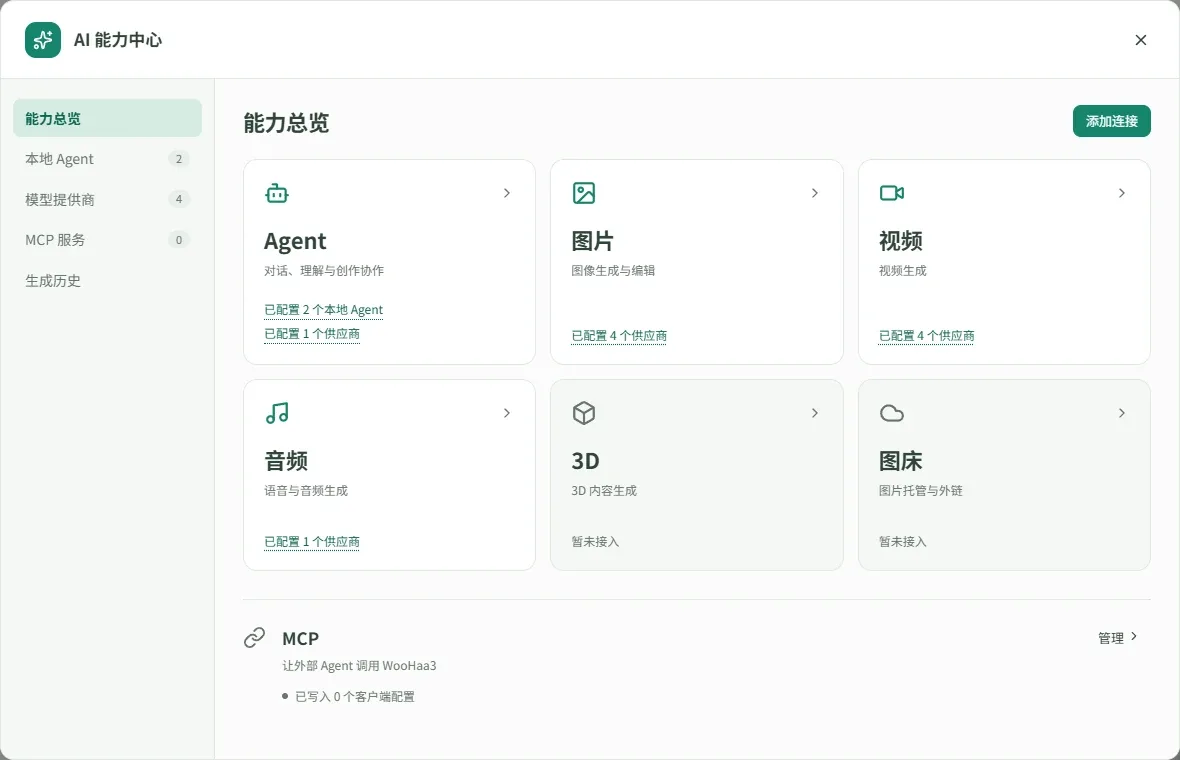 AI 能力中心
能力总览
本地 Agent 2
模型提供商 4
MCP 服务 0
生成历史
能力总览
添加连接
Agent
对话、理解与创作协作
已配置 2 个本地 Agent
已配置 1 个供应商
图片
图像生成与编辑
已配置 4 个供应商
视频
视频生成
已配置 4 个供应商
音频
语音与音频生成
已配置 1 个供应商
3D
3D 内容生成
暂未接入
图床
图片托管与外链
暂未接入
MCP
管理
让外部 Agent 调用 WooHaa3
已写入 0 个客户端配置